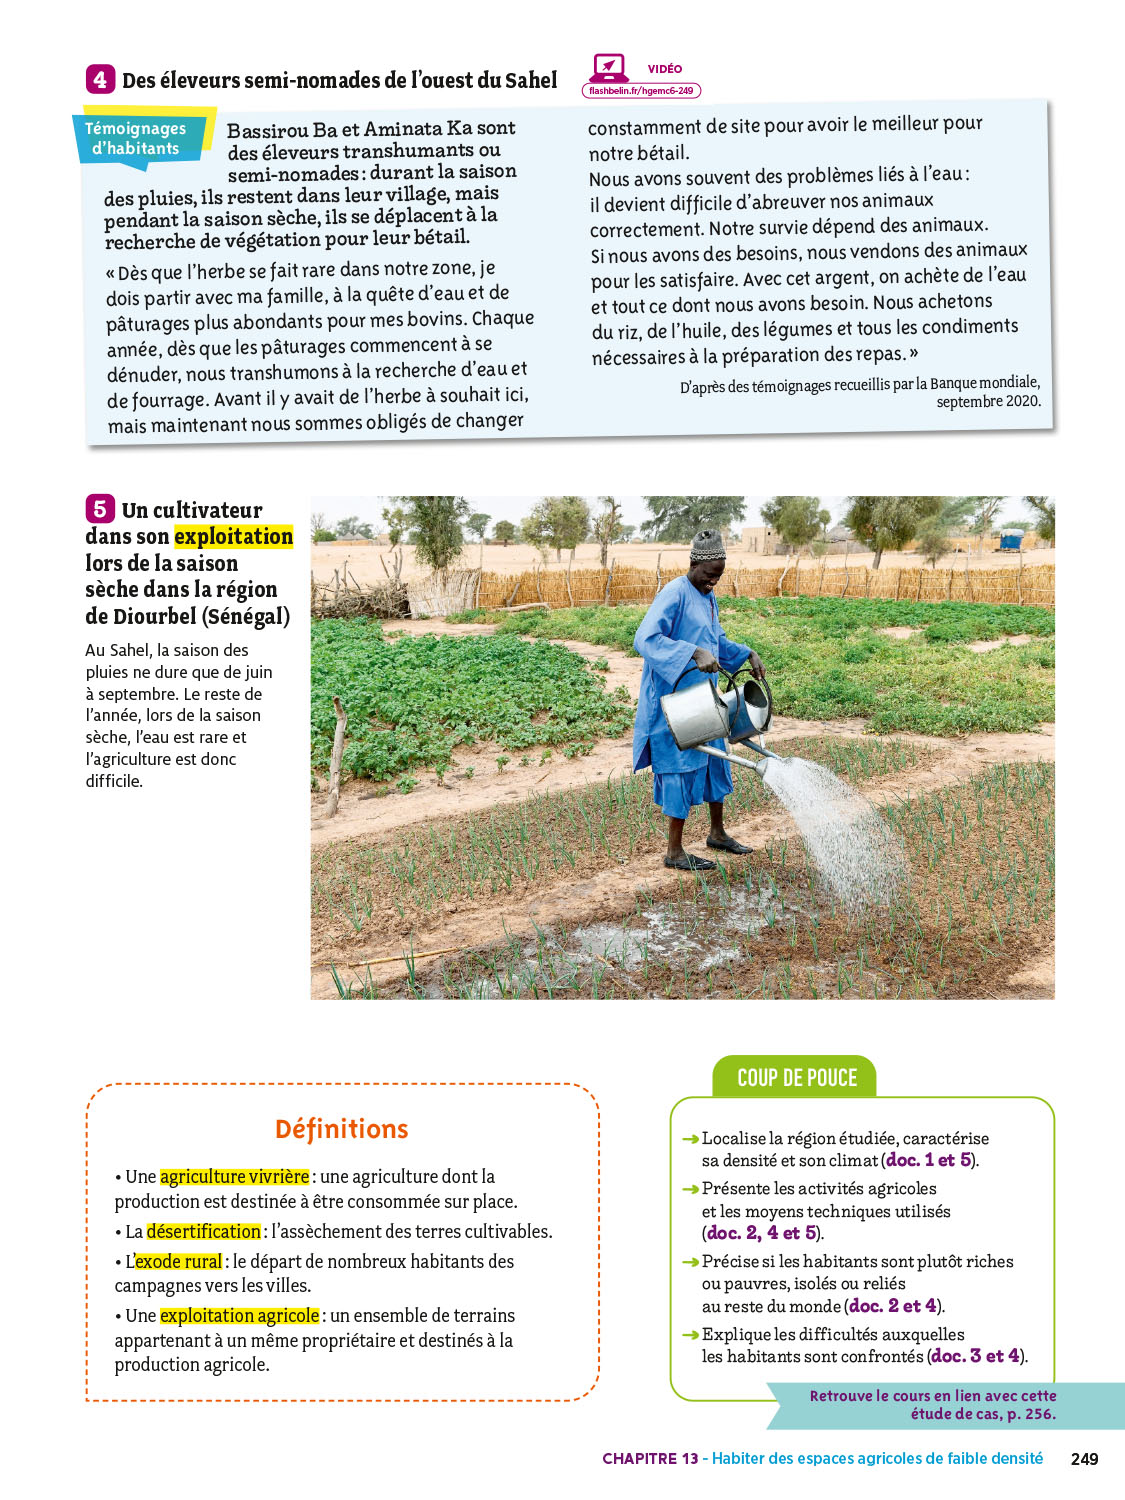 4 Des éleveurs semi-nomades de l'ouest du Sahel
VIDÉO
flashbelin.fr/hgemc6-249
Témoignages
d'habitants
Bassirou Ba et Aminata Ka sont
des éleveurs transhumants ou
semi-nomades : durant la saison
des pluies, ils restent dans leur village, mais
pendant la saison sèche, ils se déplacent à la
recherche de végétation pour leur bétail.
« Dès que l'herbe se fait rare dans notre zone, je
dois partir avec ma famille, à la quête d'eau et de
pâturages plus abondants pour mes bovins. Chaque
année, dès que les pâturages commencent à se
dénuder, nous transhumons à la recherche d'eau et
de fourrage. Avant il y avait de l'herbe à souhait ici,
mais maintenant nous sommes obligés de changer
constamment de site pour avoir le meilleur pour
notre bétail.
Nous avons souvent des problèmes liés à l'eau :
il devient difficile d'abreuver nos animaux
correctement. Notre survie dépend des animaux.
Si nous avons des besoins, nous vendons des animaux
pour les satisfaire. Avec cet argent, on achète de l'eau
et tout ce dont nous avons besoin. Nous achetons
du riz, de l'huile, des légumes et tous les condiments
nécessaires à la préparation des repas. »
D'après des témoignages recueillis par la Banque mondiale,
septembre 2020.
5 Un cultivateur
dans son exploitation
lors de la saison
sèche dans la région
de Diourbel (Sénégal)
Au Sahel, la saison des
pluies ne dure que de juin
à septembre. Le reste de
l'année, lors de la saison
sèche, l'eau est rare et
l'agriculture est donc
difficile.
Définitions
• Une agriculture vivrière : une agriculture dont la
production est destinée à être consommée sur place.
• La désertification : l'assèchement des terres cultivables.
• L'exode rural : le départ de nombreux habitants des
campagnes vers les villes.
• Une exploitation agricole : un ensemble de terrains
appartenant à un même propriétaire et destinés à la
production agricole.
COUP DE POUCE
→ Localise la région étudiée, caractérise
sa densité et son climat (doc. 1 et 5).
→ Présente les activités agricoles
et les moyens techniques utilisés
(doc. 2, 4 et 5).
→ Précise si les habitants sont plutôt riches
ou pauvres, isolés ou reliés
au reste du monde (doc. 2 et 4).
→ Explique les difficultés auxquelles
les habitants sont confrontés (doc. 3 et 4).
Retrouve le cours en lien avec cette
étude de cas, p. 256.
CHAPITRE 13 - Habiter des espaces agricoles de faible densité 249